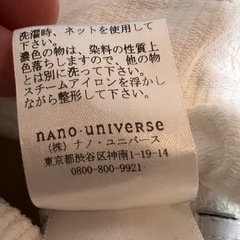 洗濯時、ネットを使用して
下さい。
濃色の物は、染料の性質上
色落ちしますので、他の物
とは別に洗って下さい。
スチームアイロンを浮かし
ながら整形して下さい。
nano・universe
(株) ナノ・ユニバース
東京都渋谷区神南1-19-14
0800-800-9921